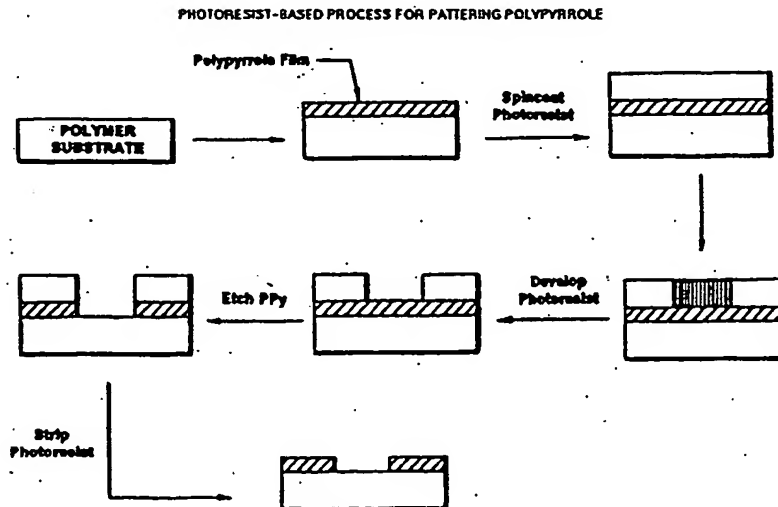 PHOTORESIST-BASED PROCESS FOR PATTERING POLYPYRROLE
Polypyrrole Film
POLYMER
SUBSTRATE
Spincoat
Photoresist
Etch PPy
Develop
Photoresist
Strip
Photoresist